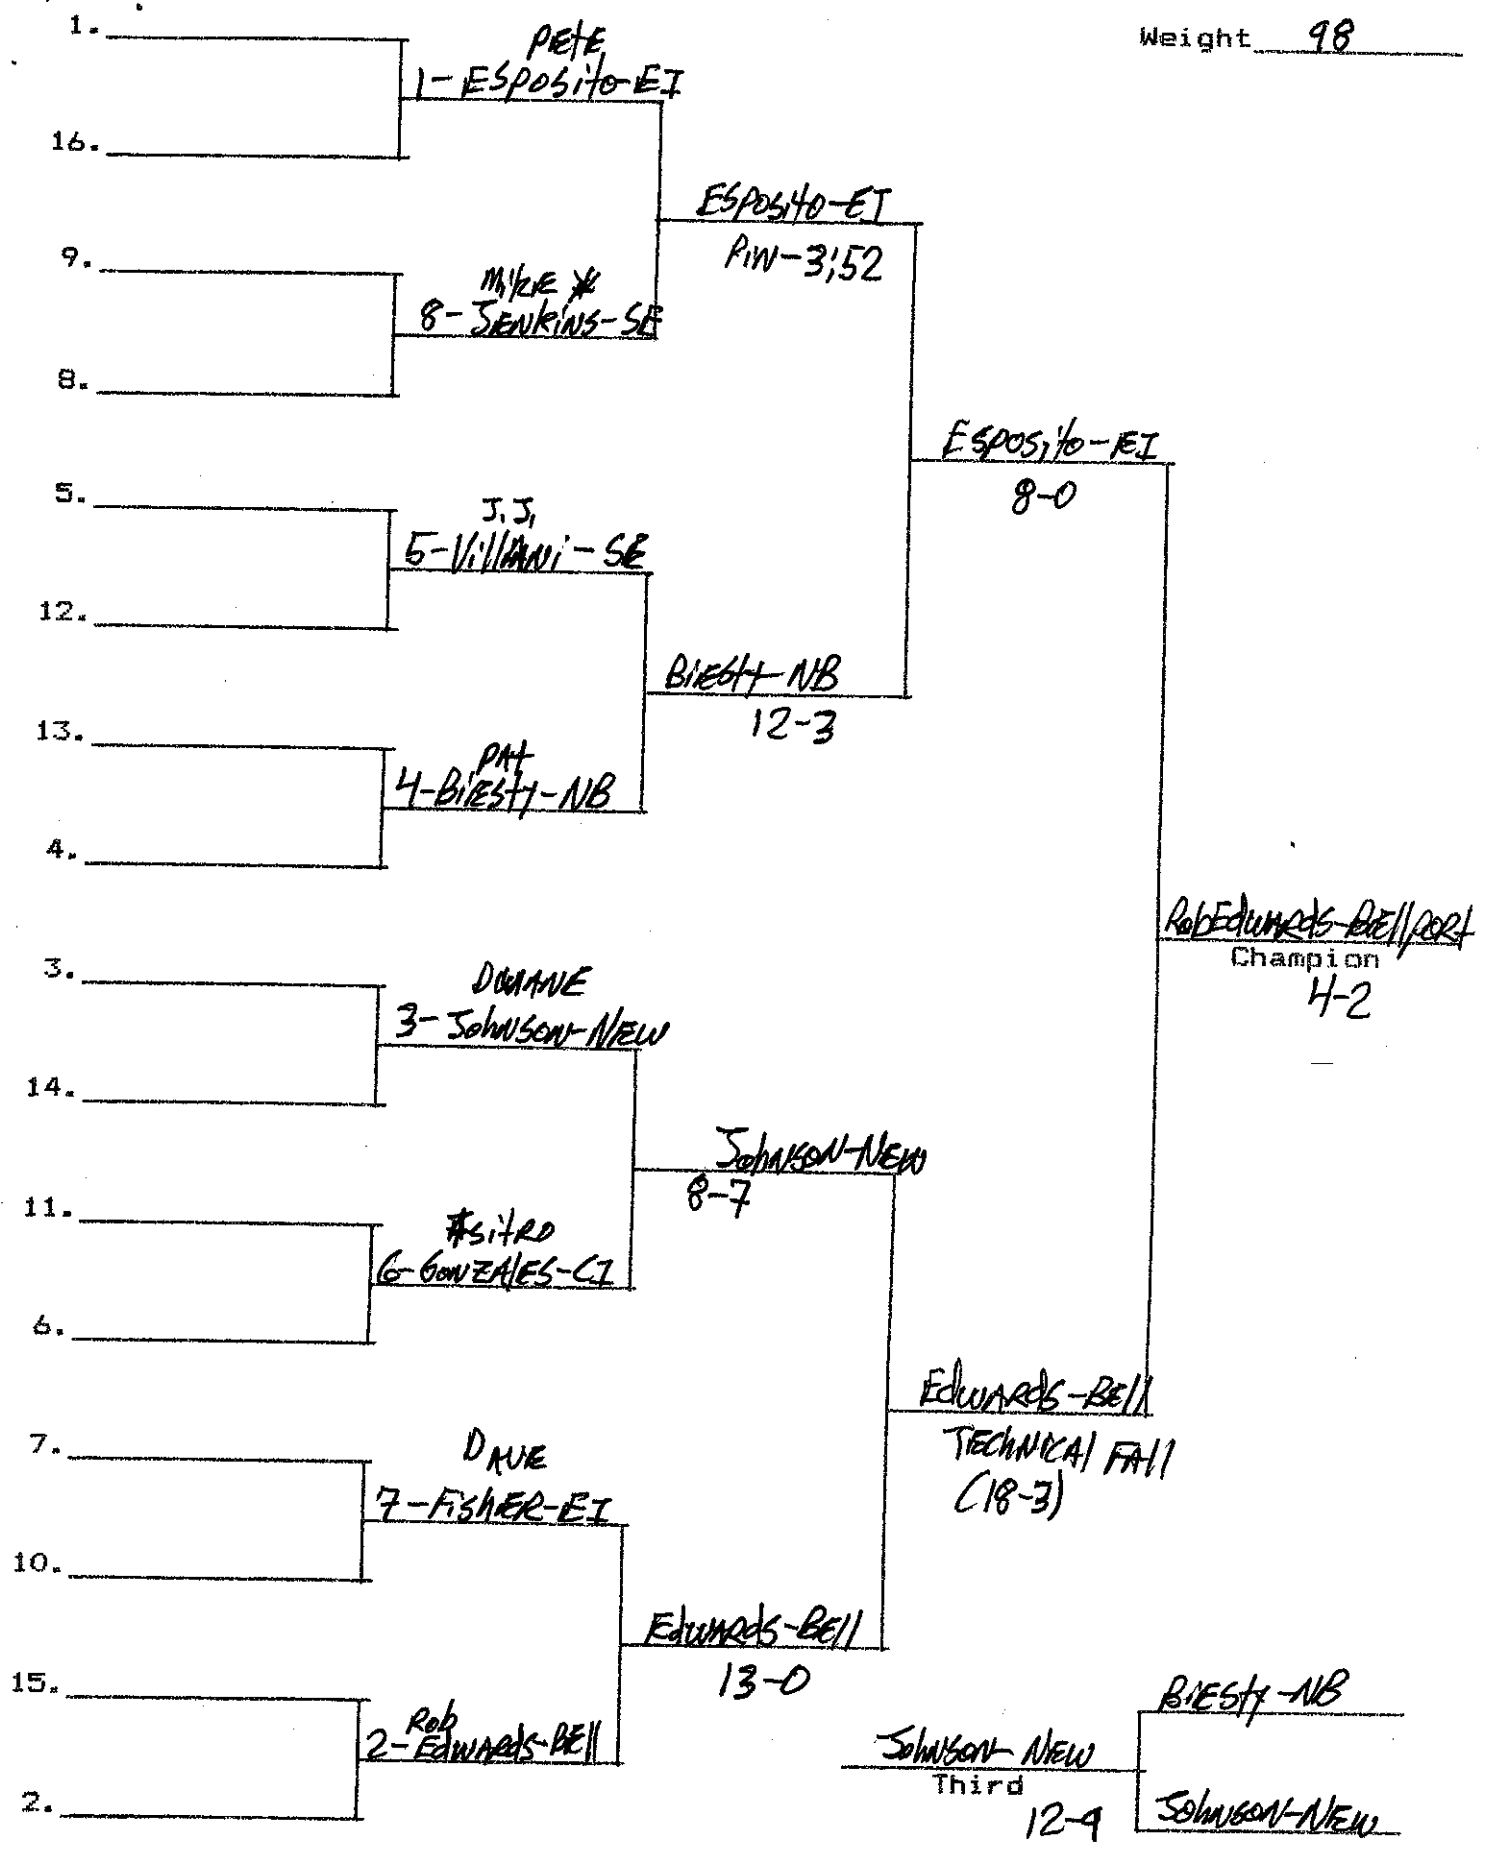 1.
Weight 98
PETE
1-ESPOSITO-EI
16.
ESPOSITO-EI
PIN-3:52
9.
MIKE *
8-JENKINS-SE
8.
ESPOSITO-EI
8-0
5.
J.J.
5-VILLANI-SE
12.
BIESTY-NB
12-3
13.
PAT
4-BIESTY-NB
4.
Rob Edwards-Bellport
Champion
4-2
3.
DUANE
3-Johnson-New
14.
Johnson-New
8-7
11.
6-GONZALES-CI
6.
Edwards-Bell
TECHNICAL FALL
(18-3)
7.
DAVE
7-FISHER-EI
10.
Edwards-Bell
13-0
15.
Rob
2-Edwards-Bell
2.
BIESTY-NB
Johnson-New
Third
Johnson-New